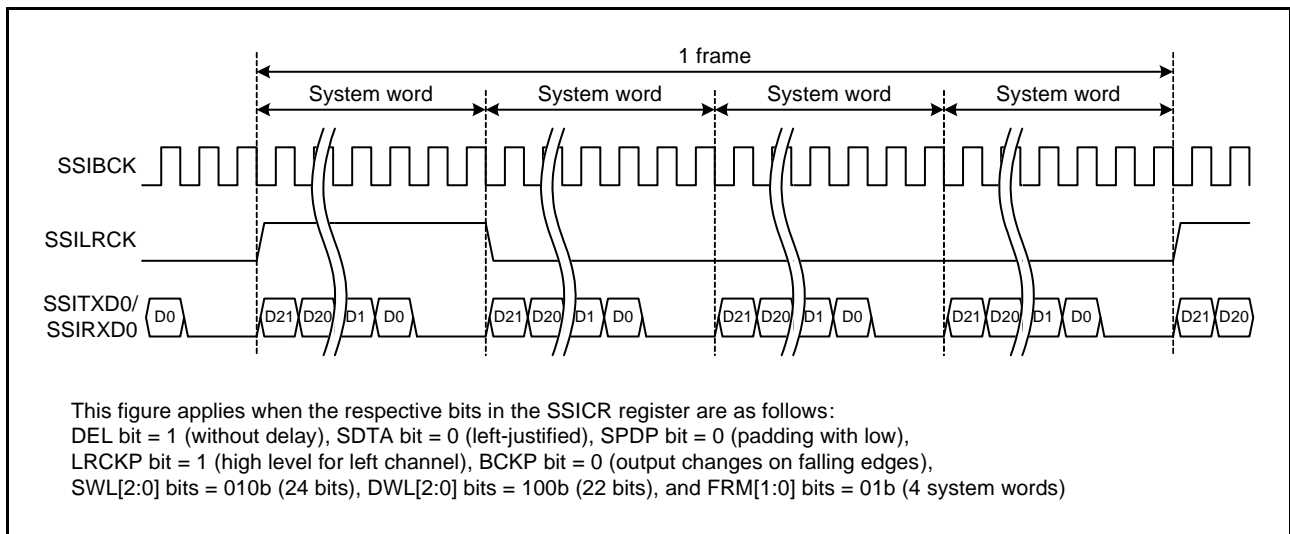 1 frame
System word System word System word System word
SSIBCK
SSILRCK
SSITXD0/
SSIRXD0
D0 D21 D20 D1 D0 D21 D20 D1 D0 D21 D20 D1 D0 D21 D20 D1 D0 D21 D20
This figure applies when the respective bits in the SSICR register are as follows:
DEL bit = 1 (without delay), SDTA bit = 0 (left-justified), SPDP bit = 0 (padding with low),
LRCKP bit = 1 (high level for left channel), BCKP bit = 0 (output changes on falling edges),
SWL[2:0] bits = 010b (24 bits), DWL[2:0] bits = 100b (22 bits), and FRM[1:0] bits = 01b (4 system words)